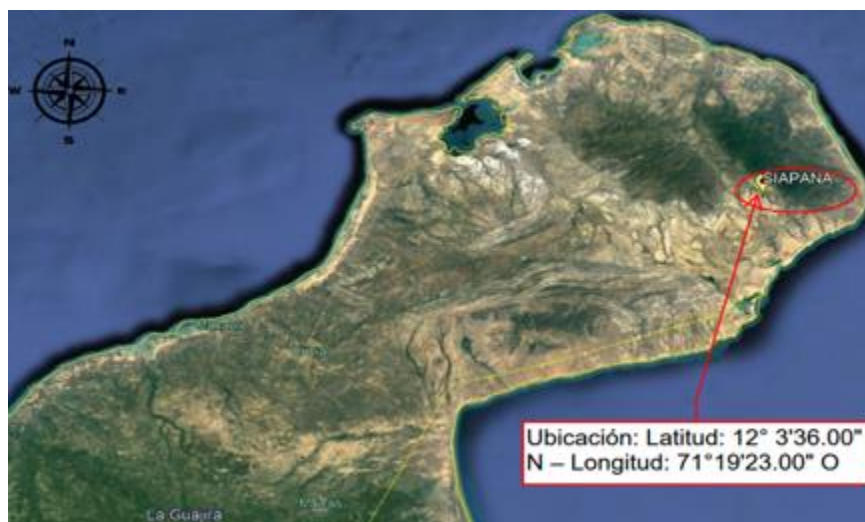 N
W
E
S
SIAPANA
Ubicación: Latitud: 12° 3'36.00"
N – Longitud: 71°19'23.00" O
La Guajira